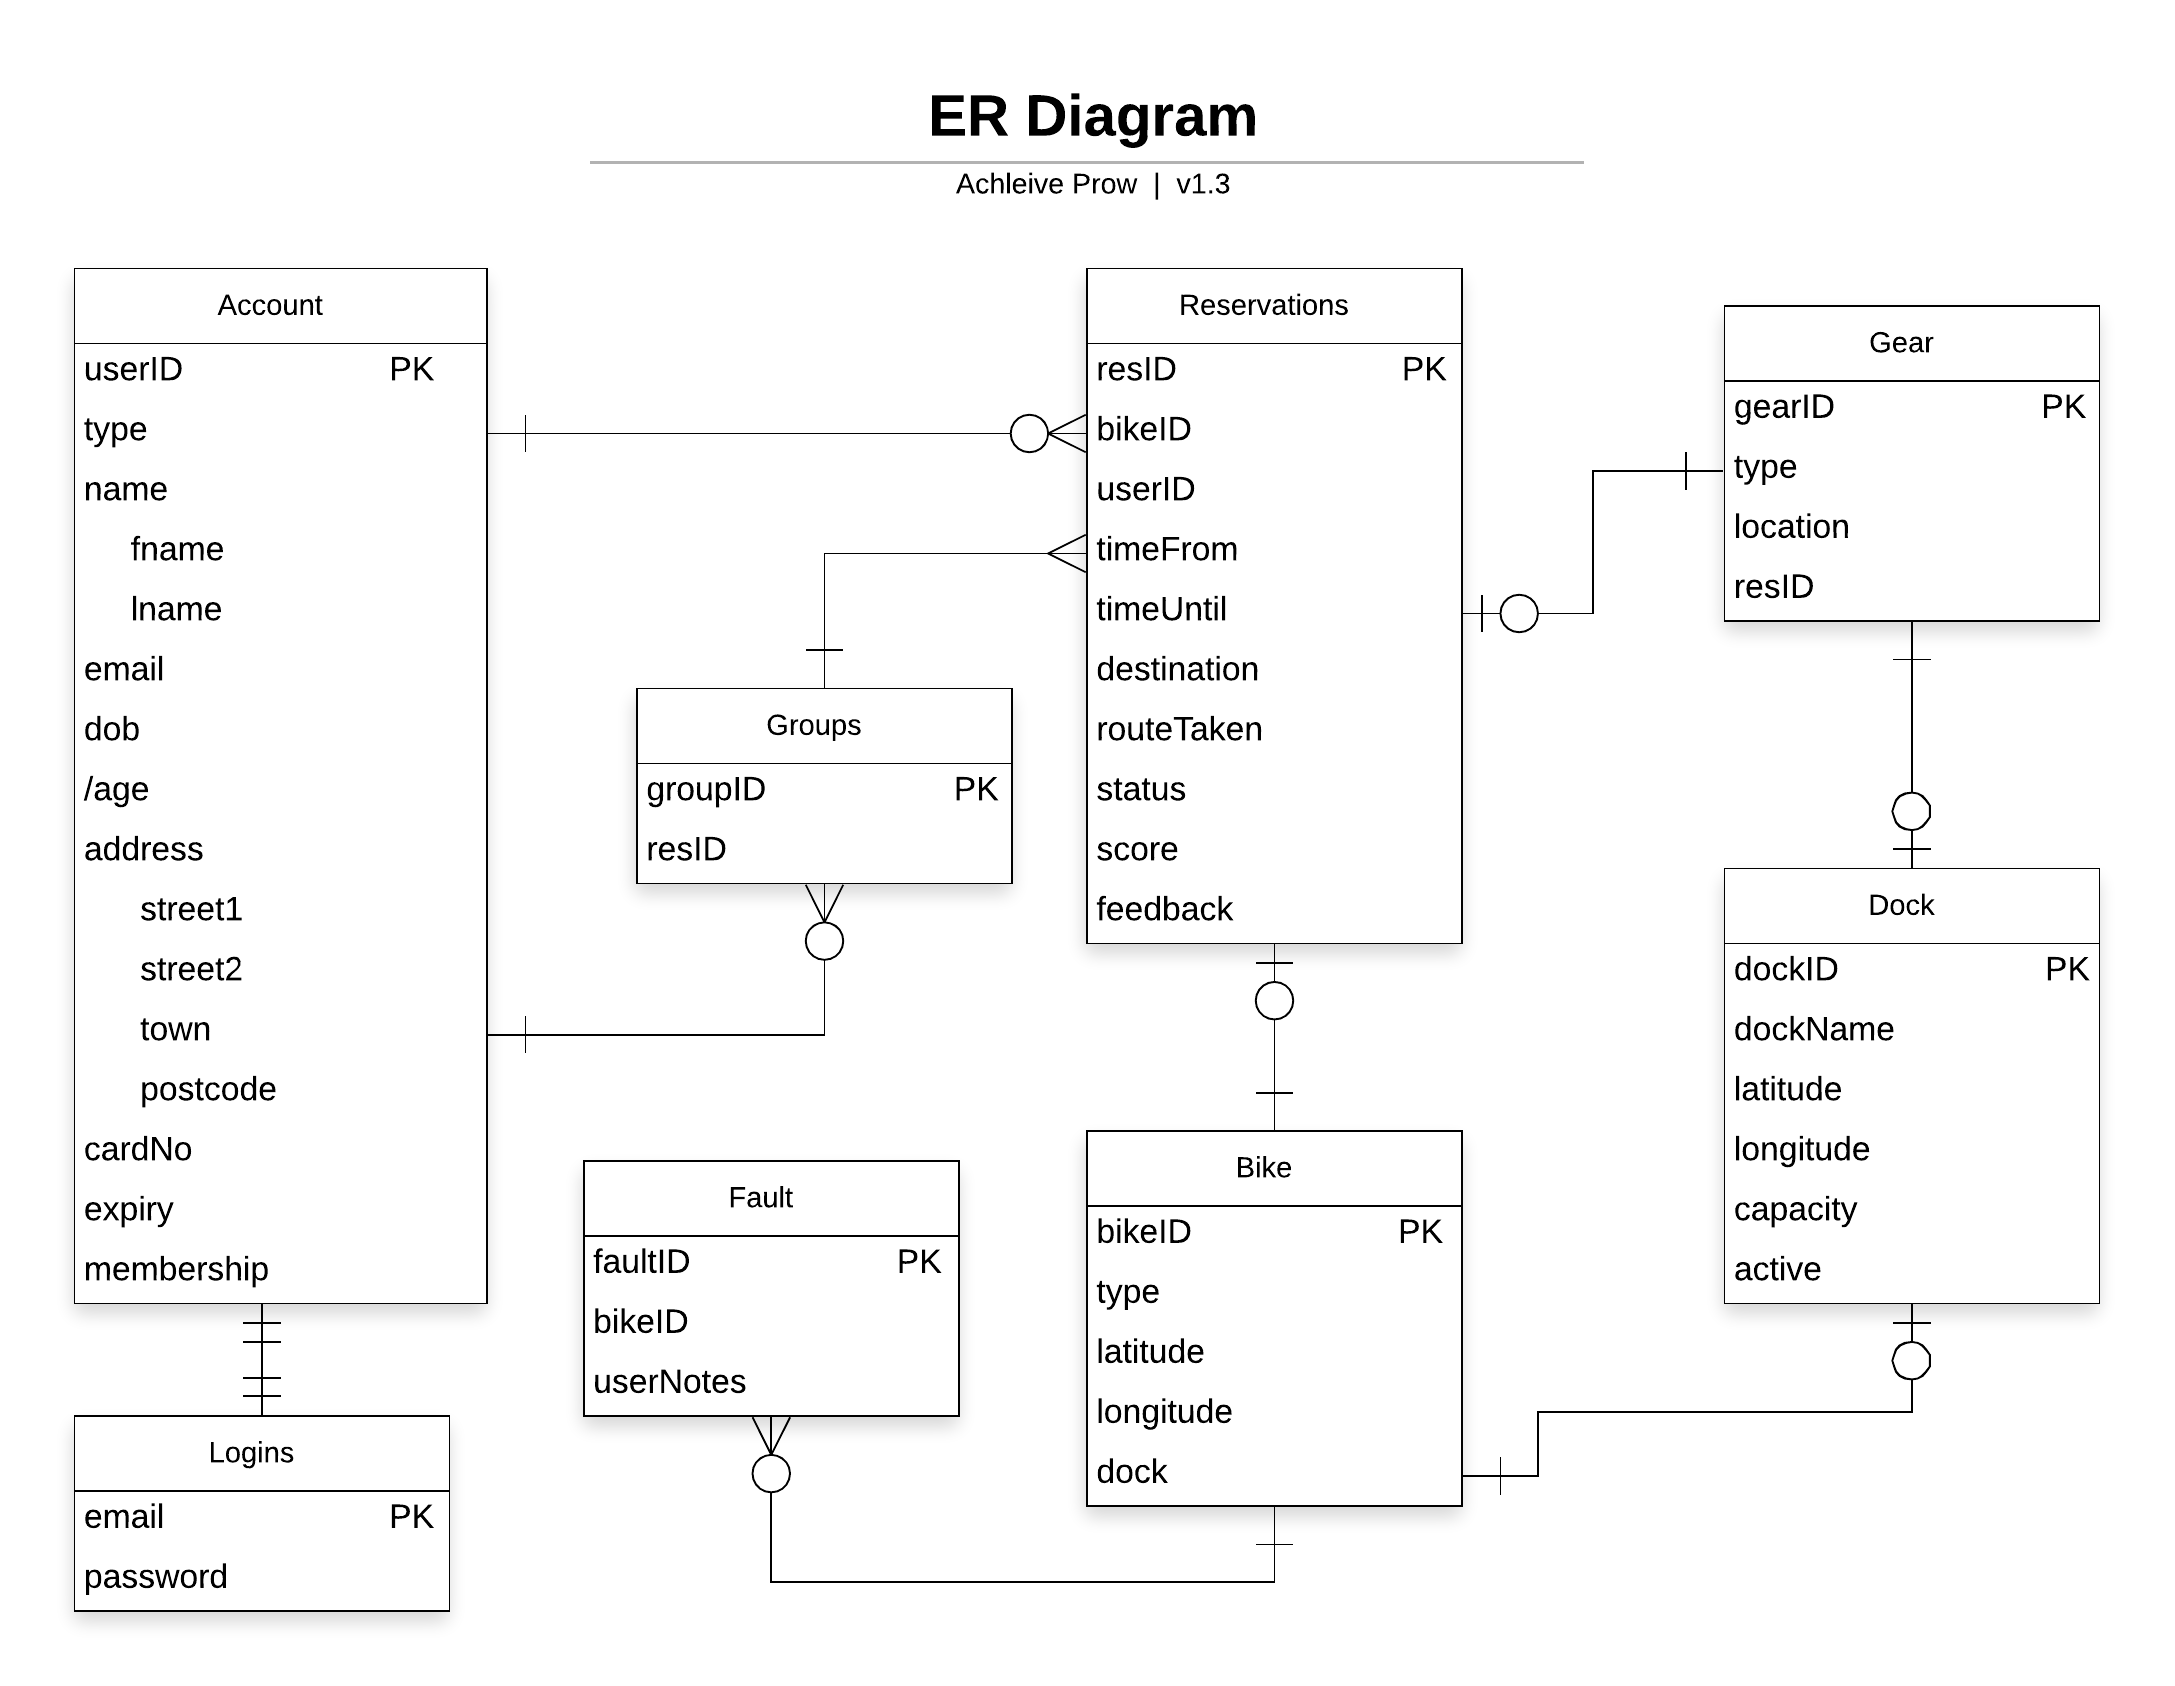 ER Diagram
Achleive Prow | v1.3
Account
userID PK
type
name
fname
lname
email
dob
/age
address
street1
street2
town
postcode
cardNo
expiry
membership
Logins
email PK
password
Groups
groupID PK
resID
Fault
faultID PK
bikeID
userNotes
Reservations
resID PK
bikeID
userID
timeFrom
timeUntil
destination
routeTaken
status
score
feedback
Bike
bikeID PK
type
latitude
longitude
dock
Gear
gearID PK
type
location
resID
Dock
dockID PK
dockName
latitude
longitude
capacity
active